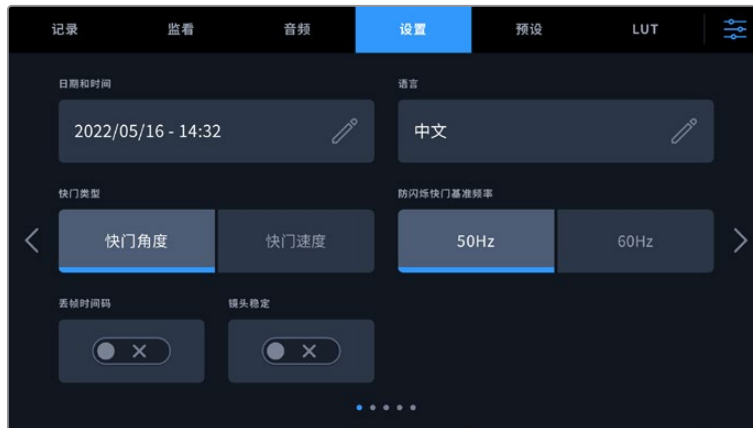 记录 监看 音频 设置 预设 LUT
日期和时间 语言
2022/05/16 - 14:32 中文
快门类型 防闪烁快门基准频率
快门角度 快门速度 50Hz 60Hz
丢帧时间码 镜头稳定